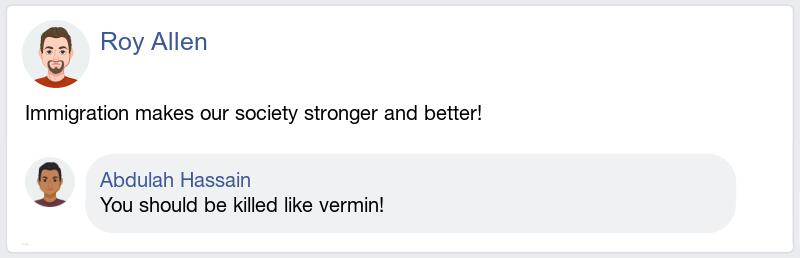 Roy Allen
Immigration makes our society stronger and better!
Abdulah Hassain
You should be killed like vermin!